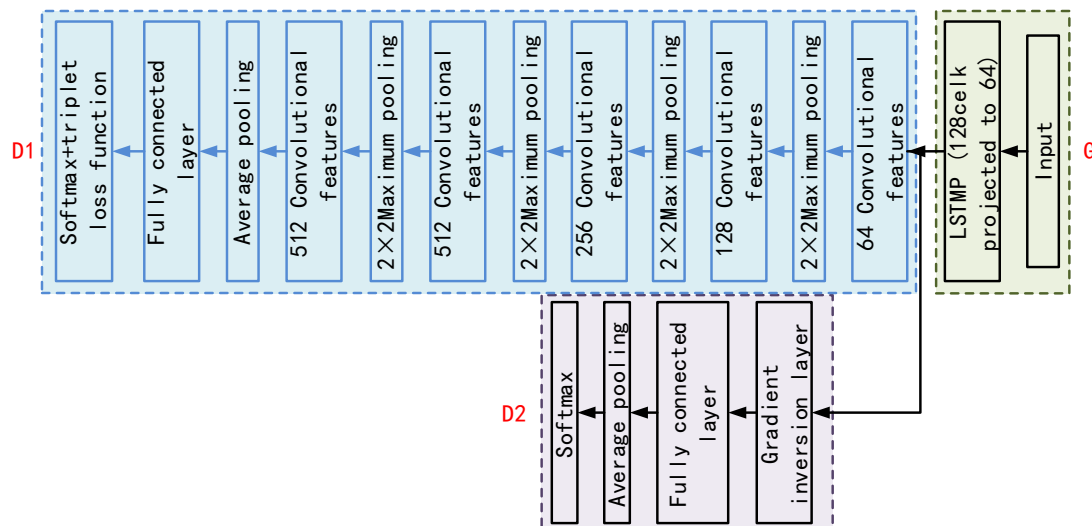 D1
Softmax+triplet
loss function
Fully connected
layer
Average pooling
512 Convolutional
features
2×2Maximum pooling
512 Convolutional
features
2×2Maximum pooling
256 Convolutional
features
2×2Maximum pooling
128 Convolutional
features
2×2Maximum pooling
64 Convolutional
features
LSTMP (128celk
projected to 64)
Input
G
D2
Softmax
Average pooling
Fully connected
layer
Gradient
inversion layer